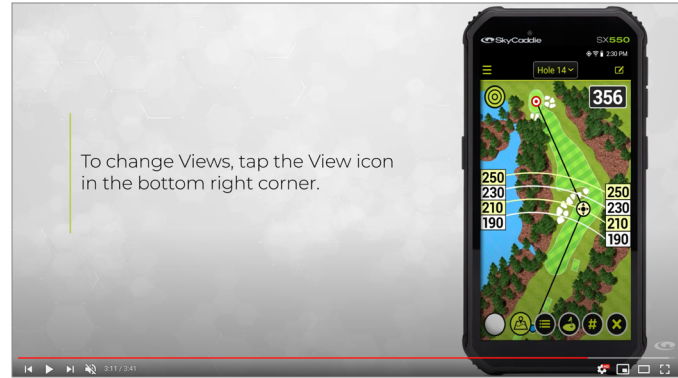 SkyCaddie SX550
2:30 PM
Hole 14
356
To change Views, tap the View icon
in the bottom right corner.
250
230
210
190
250
230
210
190
#
3:11 / 3:41